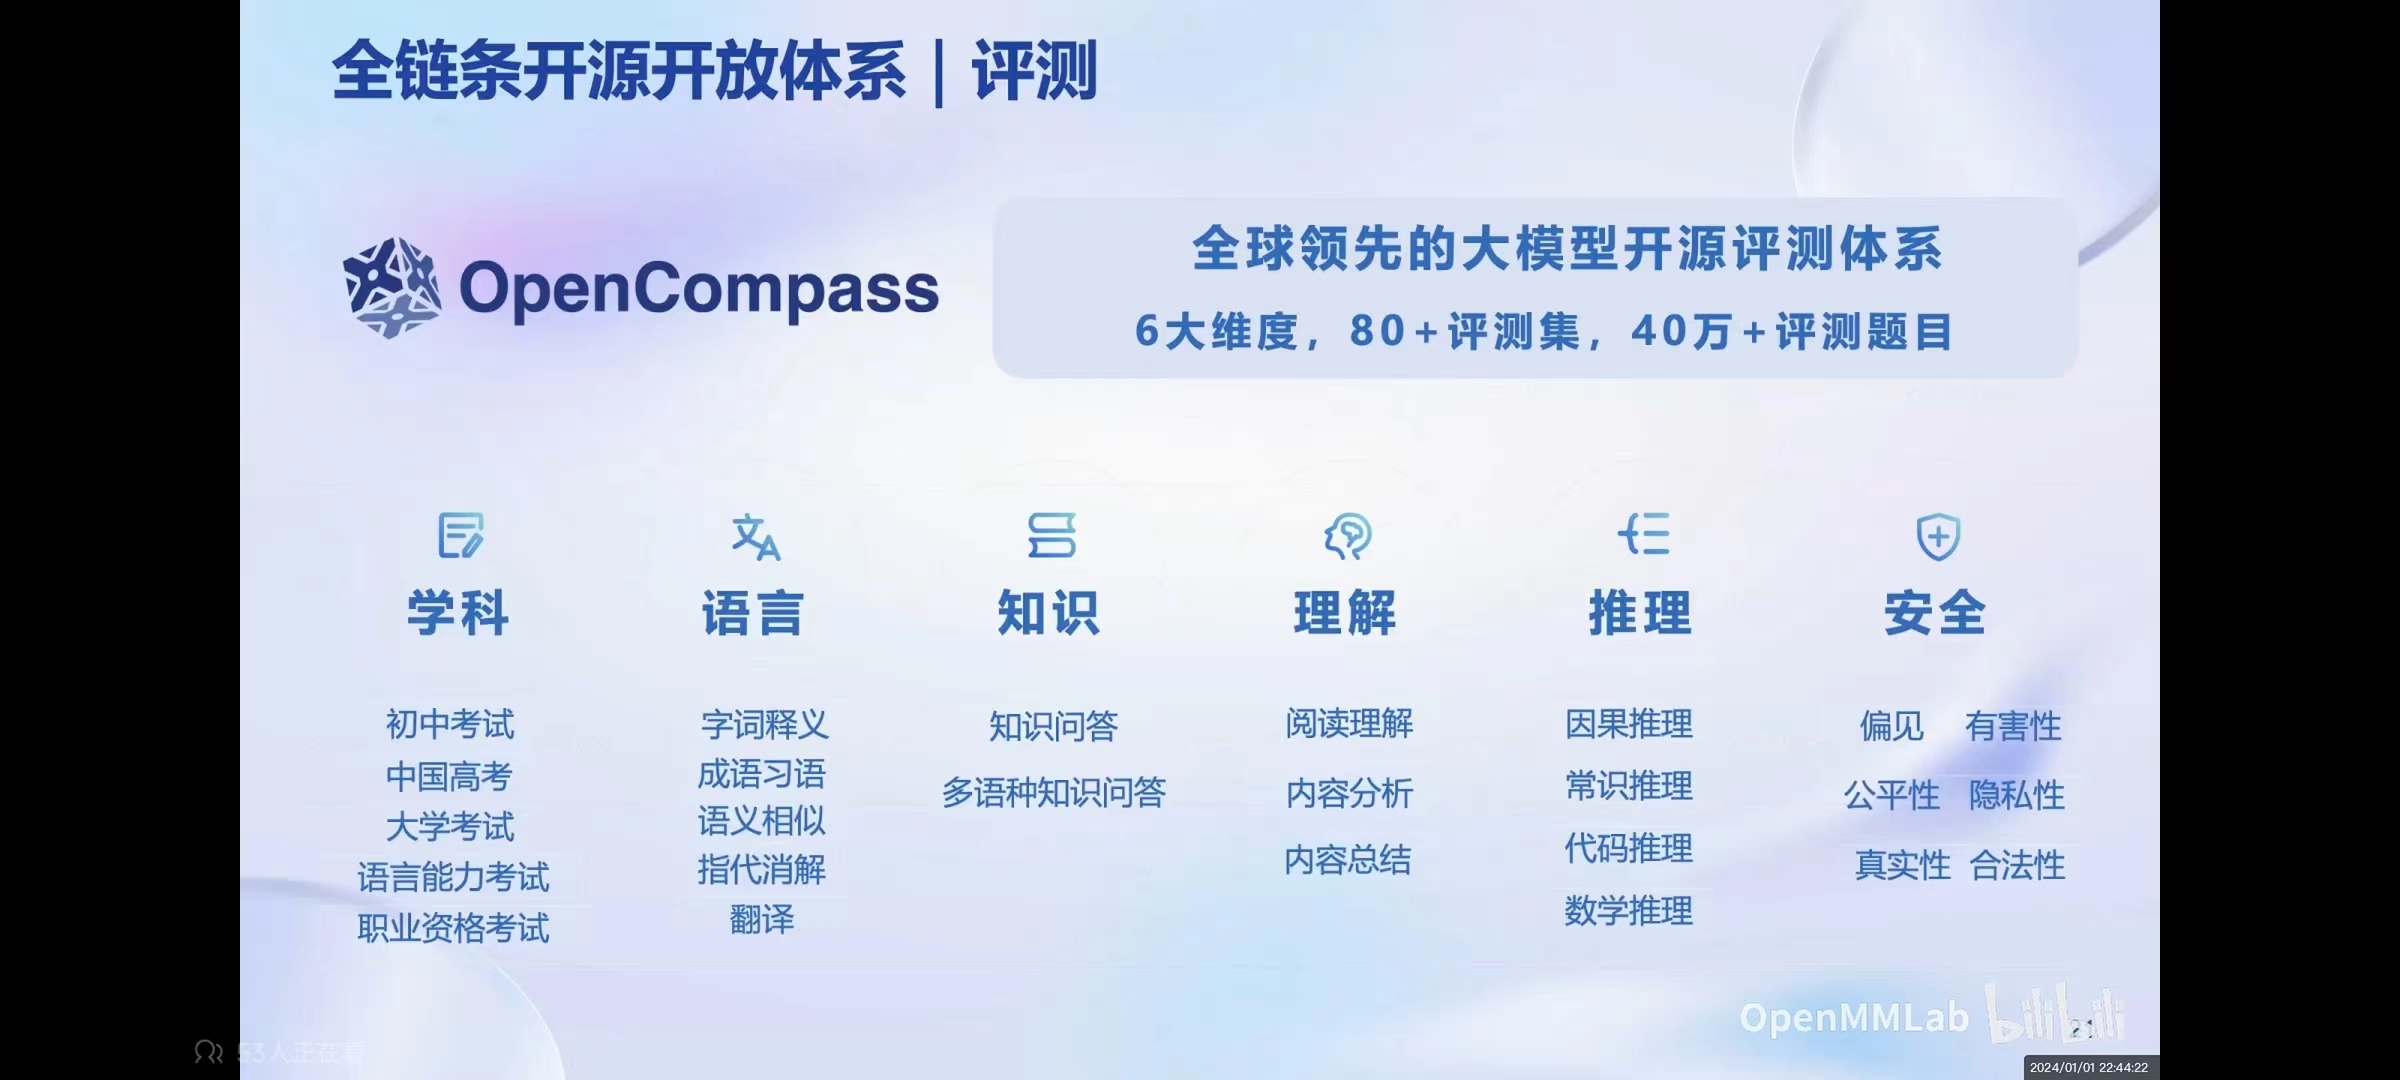 全链条开源开放体系 | 评测
OpenCompass
全球领先的大模型开源评测体系
6大维度，80+评测集，40万+评测题目
学科
初中考试
中国高考
大学考试
语言能力考试
职业资格考试
语言
字词释义
成语习语
语义相似
指代消解
翻译
知识
知识问答
多语种知识问答
理解
阅读理解
内容分析
内容总结
推理
因果推理
常识推理
代码推理
数学推理
安全
偏见 有害性
公平性 隐私性
真实性 合法性
OpenMMLab bilibili
21
53人正在看
2024/01/01 22:44:22